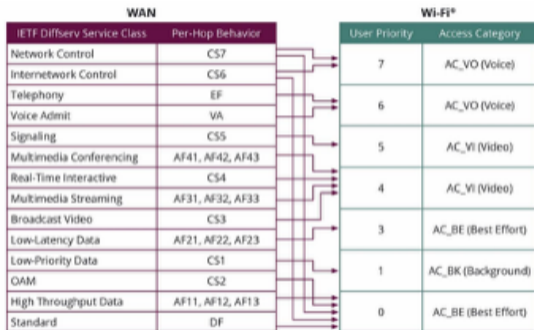 WAN
IETF Diffserv Service Class Per-Hop Behavior
Network Control CS7
Internetwork Control CS6
Telephony EF
Voice Admit VA
Signaling CS5
Multimedia Conferencing AF41, AF42, AF43
Real-Time Interactive CS4
Multimedia Streaming AF31, AF32, AF33
Broadcast Video CS3
Low-Latency Data AF21, AF22, AF23
Low-Priority Data CS1
OAM CS2
High Throughput Data AF11, AF12, AF13
Standard DF
Wi-Fi®
User Priority Access Category
7 AC_VO (Voice)
6 AC_VO (Voice)
5 AC_VI (Video)
4 AC_VI (Video)
3 AC_BE (Best Effort)
1 AC_BK (Background)
0 AC_BE (Best Effort)